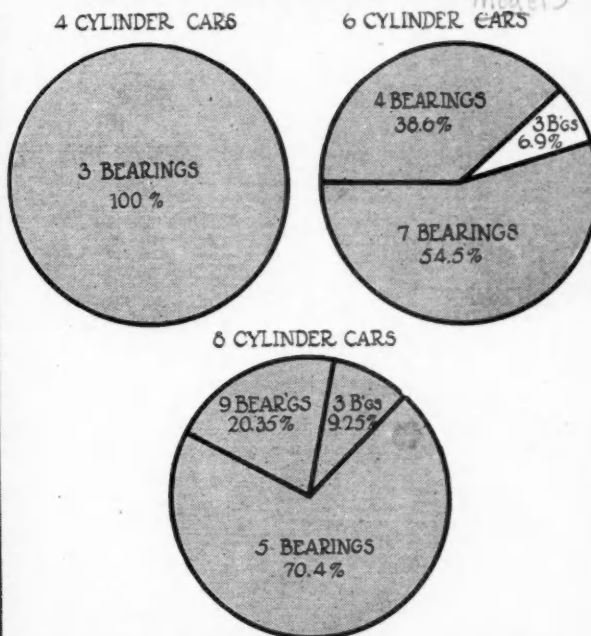 models
4 CYLINDER CARS
6 CYLINDER CARS
3 BEARINGS
100 %
4 BEARINGS
38.6%
3 B'GS
6.9%
7 BEARINGS
54.5%
8 CYLINDER CARS
9 BEAR'GS
20.35%
3 B'GS
9.25%
5 BEARINGS
70.4%